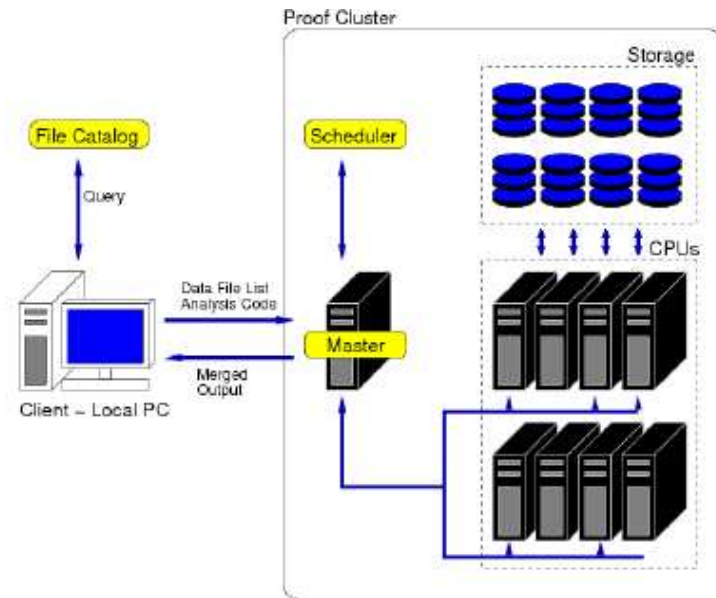 Proof Cluster
Storage
File Catalog
Scheduler
Query
CPUs
Data File List
Analysis Code
Master
Merged
Output
Client ~ Local PC